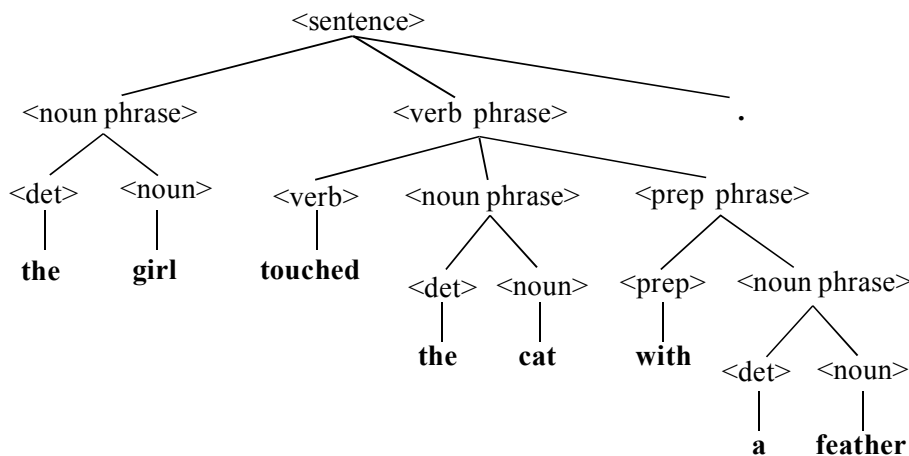 <sentence>
<noun phrase> <verb phrase> .
<det> <noun> <verb> <noun phrase> <prep phrase>
the girl touched
<det> <noun> <prep> <noun phrase>
the cat with
<det> <noun>
a feather